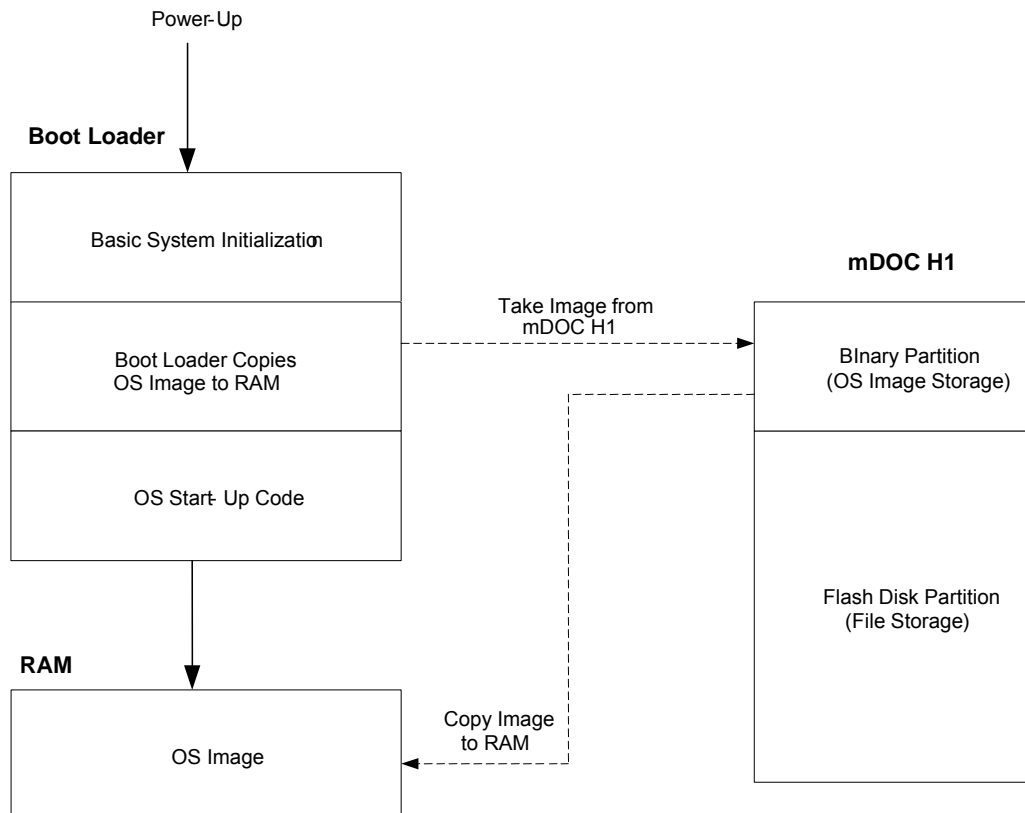 Power-Up
Boot Loader
Basic System Initialization
mDOC H1
Take Image from
mDOC H1
Boot Loader Copies
OS Image to RAM
BInary Partition
(OS Image Storage)
OS Start- Up Code
Flash Disk Partition
(File Storage)
RAM
Copy Image
to RAM
OS Image